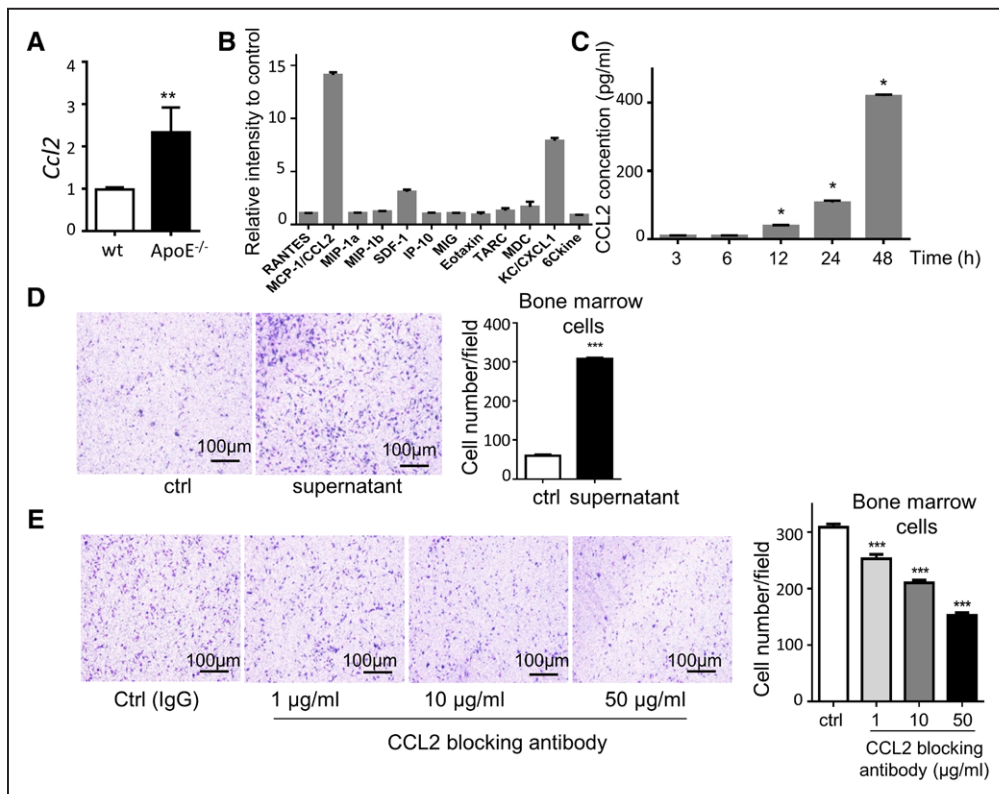 A
Ccl2
4
3
2
1
0
**
wt
ApoE-/-
B
Relative intensity to control
15
10
5
0
RANTES
MCP-1/CCL2
MIP-1a
MIP-1b
SDF-1
IP-10
MIG
Eotaxin
TARC
MDC
KC/CXCL1
6Ckine
C
CCL2 concention (pg/ml)
400
200
0
*
*
*
3 6 12 24 48 Time (h)
D
100μm
ctrl
100μm
supernatant
Bone marrow
cells
Cell number/field
400
300
200
100
0
***
ctrl supernatant
E
100μm
Ctrl (IgG)
100μm
1 μg/ml
100μm
10 μg/ml
100μm
50 μg/ml
CCL2 blocking antibody
Bone marrow
cells
Cell number/field
300
200
100
0
***
***
***
ctrl 1 10 50
CCL2 blocking
antibody (μg/ml)